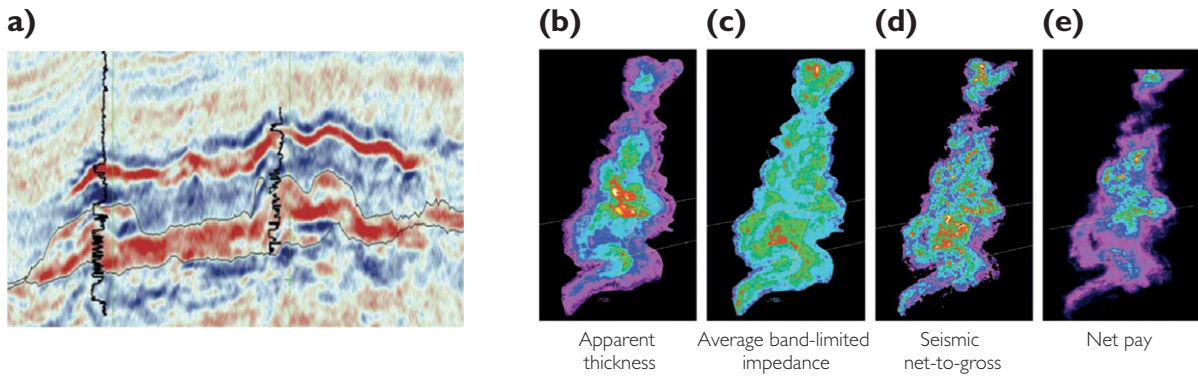 a)
(b)
(c)
(d)
(e)
Apparent
thickness
Average band-limited
impedance
Seismic
net-to-gross
Net pay